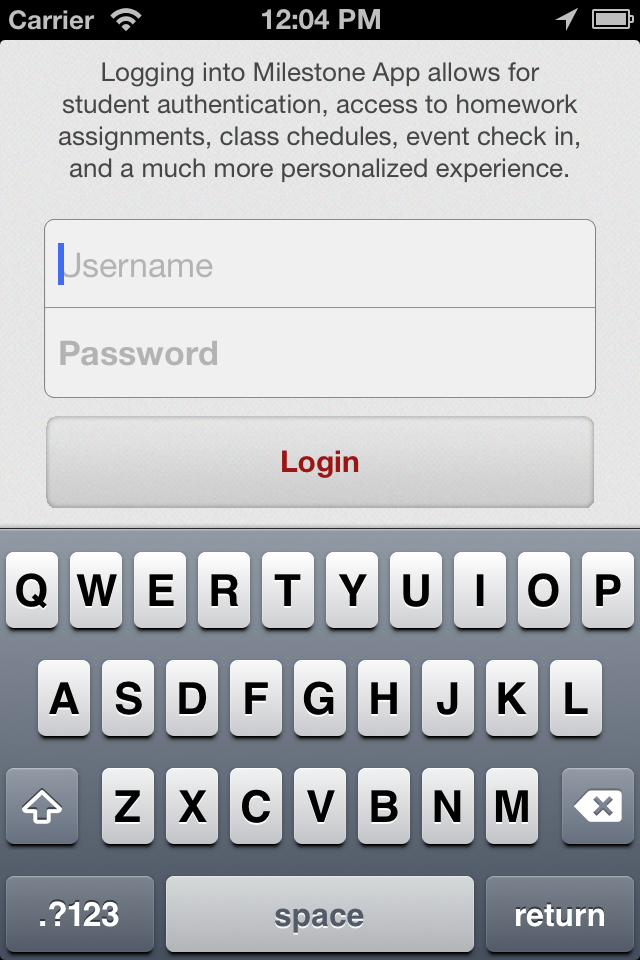 Carrier 12:04 PM
Logging into Milestone App allows for
student authentication, access to homework
assignments, class chedules, event check in,
and a much more personalized experience.
Username
Password
Login
Q W E R T Y U I O P
A S D F G H J K L
Z X C V B N M
.?123 space return